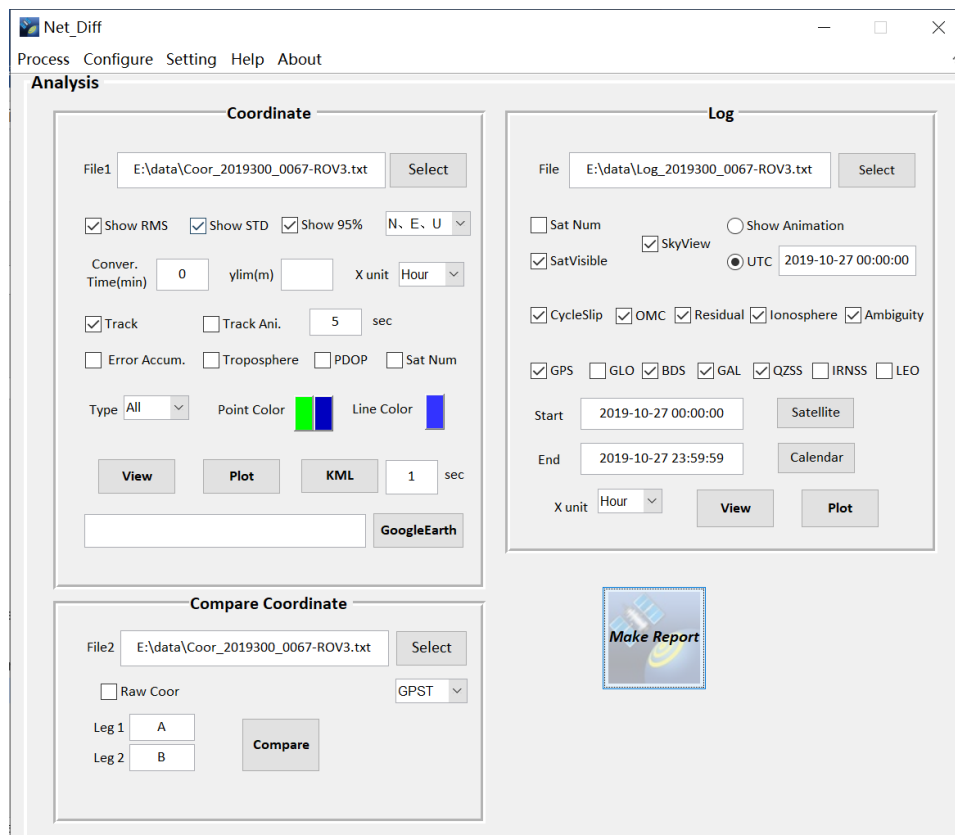 Net_Diff
Process Configure Setting Help About
Analysis
Coordinate
File1 E:\data\Coor_2019300_0067-ROV3.txt Select
Show RMS Show STD Show 95% N、E、U
Conver.
Time(min) 0 ylim(m) X unit Hour
Track Track Ani. 5 sec
Error Accum. Troposphere PDOP Sat Num
Type All Point Color Line Color
View Plot KML 1 sec
GoogleEarth
Compare Coordinate
File2 E:\data\Coor_2019300_0067-ROV3.txt Select
Raw Coor GPST
Leg 1 A
Leg 2 B
Compare
Log
File E:\data\Log_2019300_0067-ROV3.txt Select
Sat Num SkyView Show Animation
SatVisible UTC 2019-10-27 00:00:00
CycleSlip OMC Residual Ionosphere Ambiguity
GPS GLO BDS GAL QZSS IRNSS LEO
Start 2019-10-27 00:00:00 Satellite
End 2019-10-27 23:59:59 Calendar
X unit Hour View Plot
Make Report